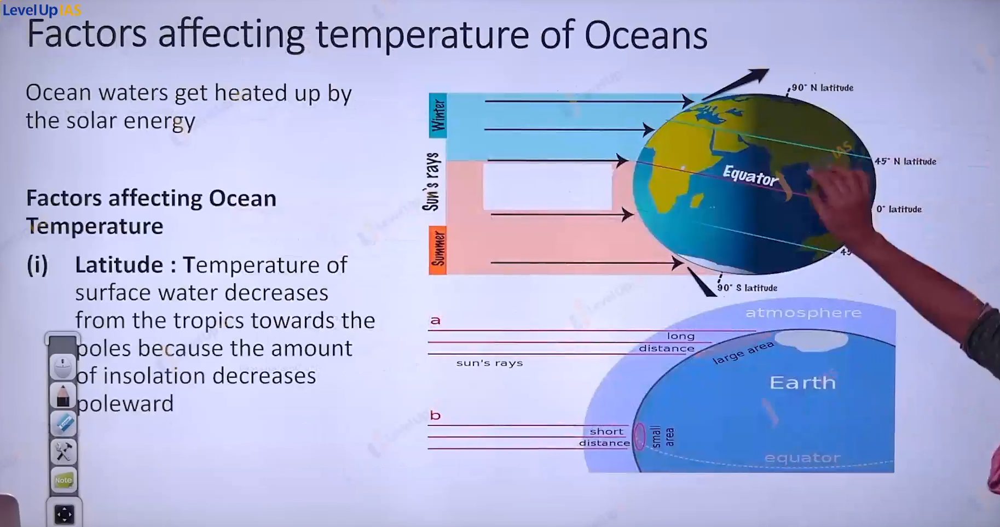 LevelUp IAS
Factors affecting temperature of Oceans
Ocean waters get heated up by
the solar energy
Factors affecting Ocean
Temperature
(i) Latitude : Temperature of
surface water decreases
from the tropics towards the
poles because the amount
of insolation decreases
poleward
Note
Winter
Sun's rays
Summer
90° N latitude
45° N latitude
Equator
0° latitude
90° S latitude
atmosphere
a
long
distance
large area
sun's rays
Earth
b
short
distance
small
area
equator